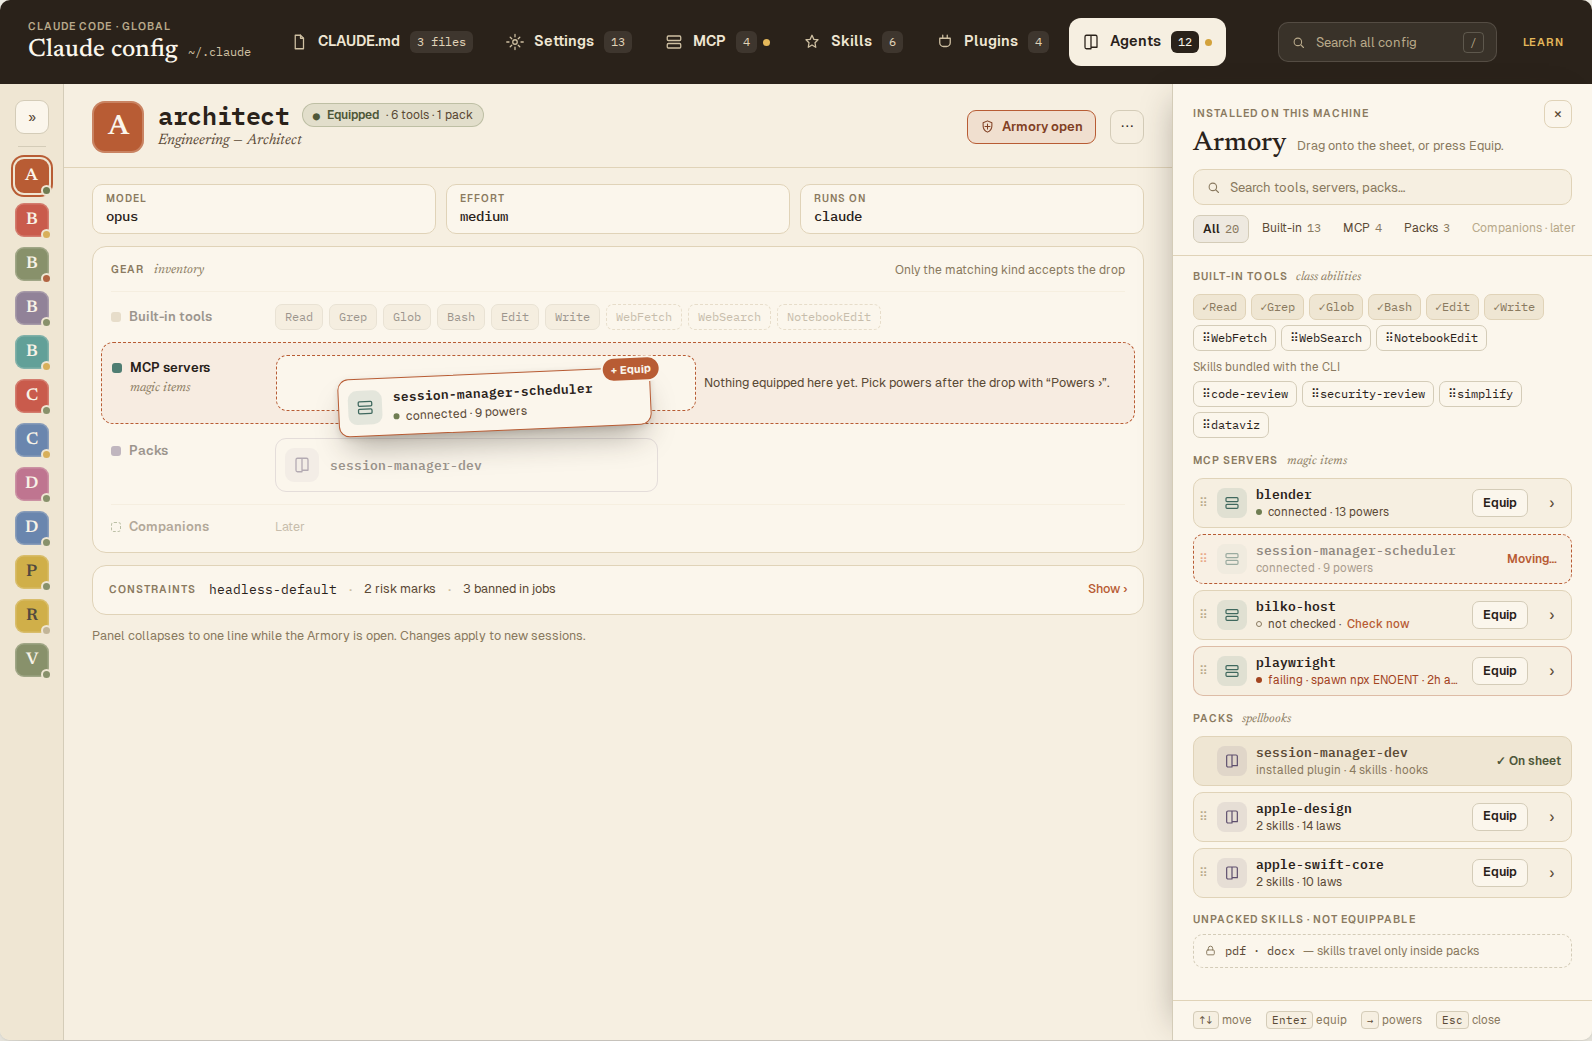 CLAUDE CODE · GLOBAL
Claude config ~/.claude
CLAUDE.md 3 files
Settings 13
MCP 4
Skills 6
Plugins 4
Agents 12
Search all config /
LEARN
»
A
B
B
B
B
C
C
D
D
P
R
V
A
architect
Equipped · 6 tools · 1 pack
Engineering – Architect
Armory open
···
MODEL
opus
EFFORT
medium
RUNS ON
claude
GEAR inventory
Only the matching kind accepts the drop
Built-in tools
Read Grep Glob Bash Edit Write WebFetch WebSearch NotebookEdit
MCP servers
magic items
+ Equip
session-manager-scheduler
connected · 9 powers
Nothing equipped here yet. Pick powers after the drop with “Powers ›”.
Packs
session-manager-dev
Companions
Later
CONSTRAINTS headless-default · 2 risk marks · 3 banned in jobs
Show ›
Panel collapses to one line while the Armory is open. Changes apply to new sessions.
INSTALLED ON THIS MACHINE
×
Armory Drag onto the sheet, or press Equip.
Search tools, servers, packs…
All 20
Built-in 13
MCP 4
Packs 3
Companions · later
BUILT-IN TOOLS class abilities
✓Read ✓Grep ✓Glob ✓Bash ✓Edit ✓Write
⠿WebFetch ⠿WebSearch ⠿NotebookEdit
Skills bundled with the CLI
⠿code-review ⠿security-review ⠿simplify
⠿dataviz
MCP SERVERS magic items
blender
connected · 13 powers
Equip ›
session-manager-scheduler
connected · 9 powers
Moving…
bilko-host
not checked · Check now
Equip ›
playwright
failing · spawn npx ENOENT · 2h a…
Equip ›
PACKS spellbooks
session-manager-dev
installed plugin · 4 skills · hooks
✓ On sheet
apple-design
2 skills · 14 laws
Equip ›
apple-swift-core
2 skills · 10 laws
Equip ›
UNPACKED SKILLS · NOT EQUIPPABLE
pdf · docx — skills travel only inside packs
↑↓ move Enter equip → powers Esc close